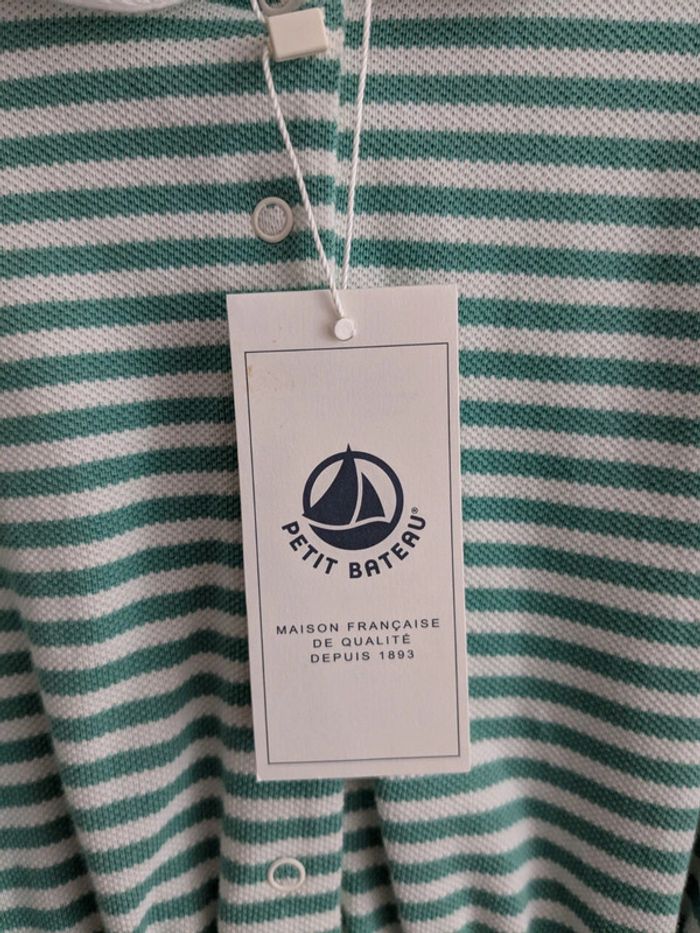 PETIT BATEAU®
MAISON FRANÇAISE
DE QUALITÉ
DEPUIS 1893